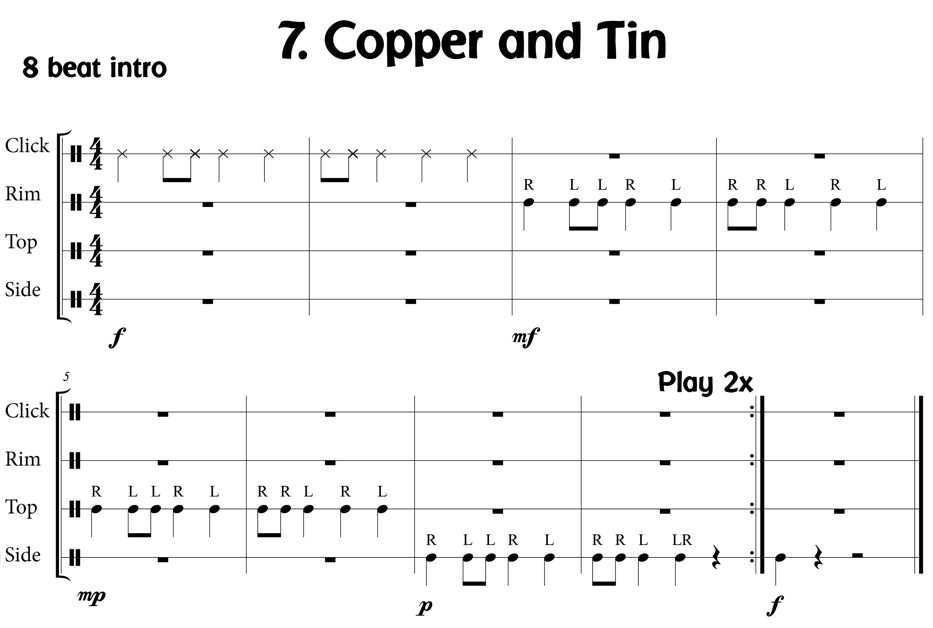 7. Copper and Tin
8 beat intro
Click
4
4
Rim
4
4
R L L R L R R L R L
Top
4
4
Side
4
4
f mf
5
Play 2x
Click
Rim
Top
R L L R L R R L R L
Side
R L L R L R R L LR
mp p f